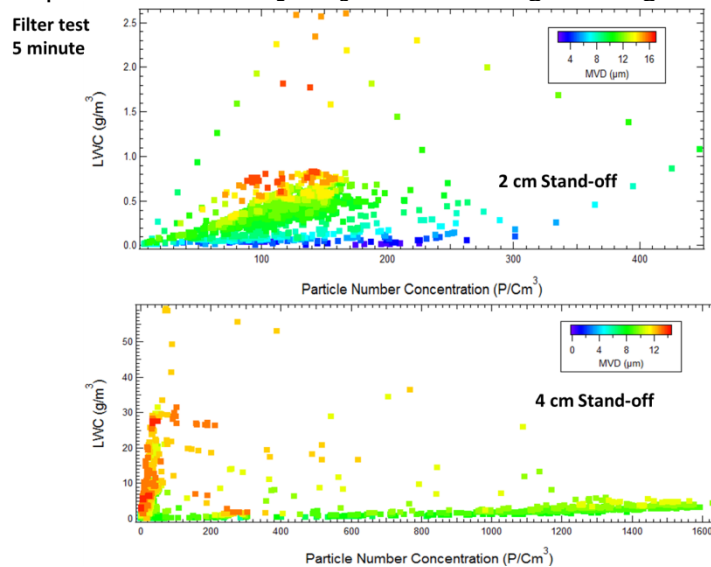 Filter test
5 minute
2.5
2.0
1.5
1.0
0.5
0.0
LWC (g/m³)
4 8 12 16
MVD (µm)
2 cm Stand-off
100 200 300 400
Particle Number Concentration (P/Cm³)
50
40
30
20
10
0
LWC (g/m³)
0 4 8 12
MVD (µm)
4 cm Stand-off
0 200 400 600 800 1000 1200 1400 1600
Particle Number Concentration (P/Cm³)